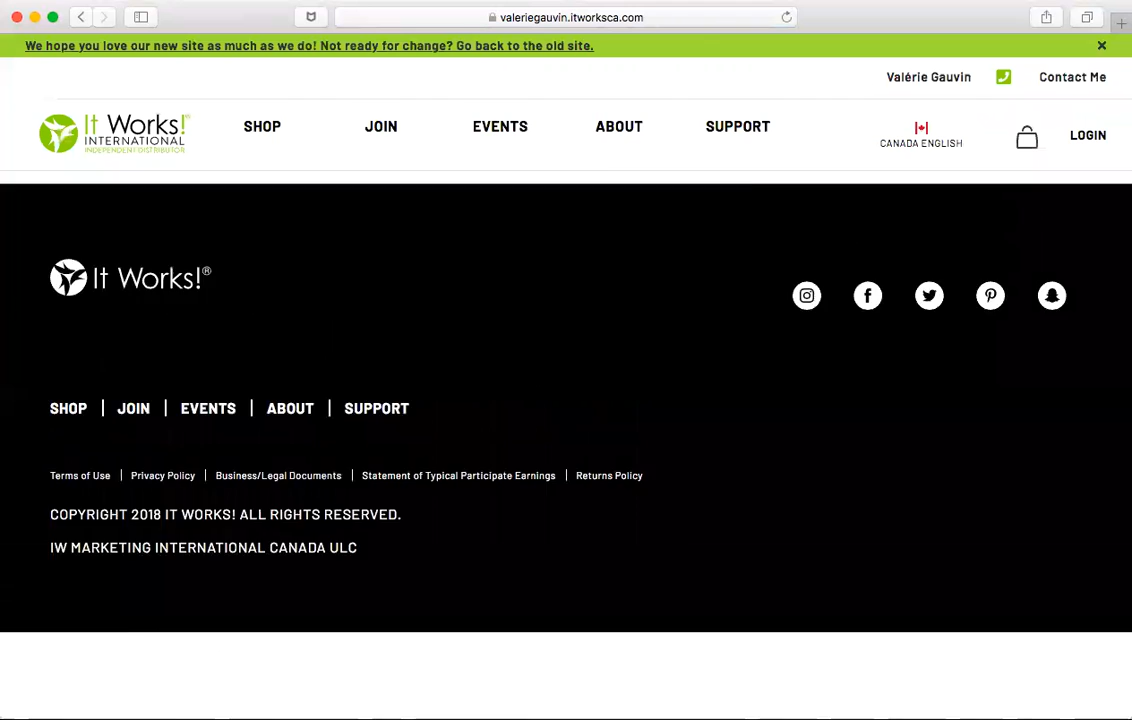 valeriegauvin.itworksca.com
We hope you love our new site as much as we do! Not ready for change? Go back to the old site.
Valérie Gauvin Contact Me
It Works!®
INTERNATIONAL
INDEPENDENT DISTRIBUTOR
SHOP JOIN EVENTS ABOUT SUPPORT
CANADA ENGLISH
LOGIN
It Works!®
SHOP | JOIN | EVENTS | ABOUT | SUPPORT
Terms of Use | Privacy Policy | Business/Legal Documents | Statement of Typical Participate Earnings | Returns Policy
COPYRIGHT 2018 IT WORKS! ALL RIGHTS RESERVED.
IW MARKETING INTERNATIONAL CANADA ULC